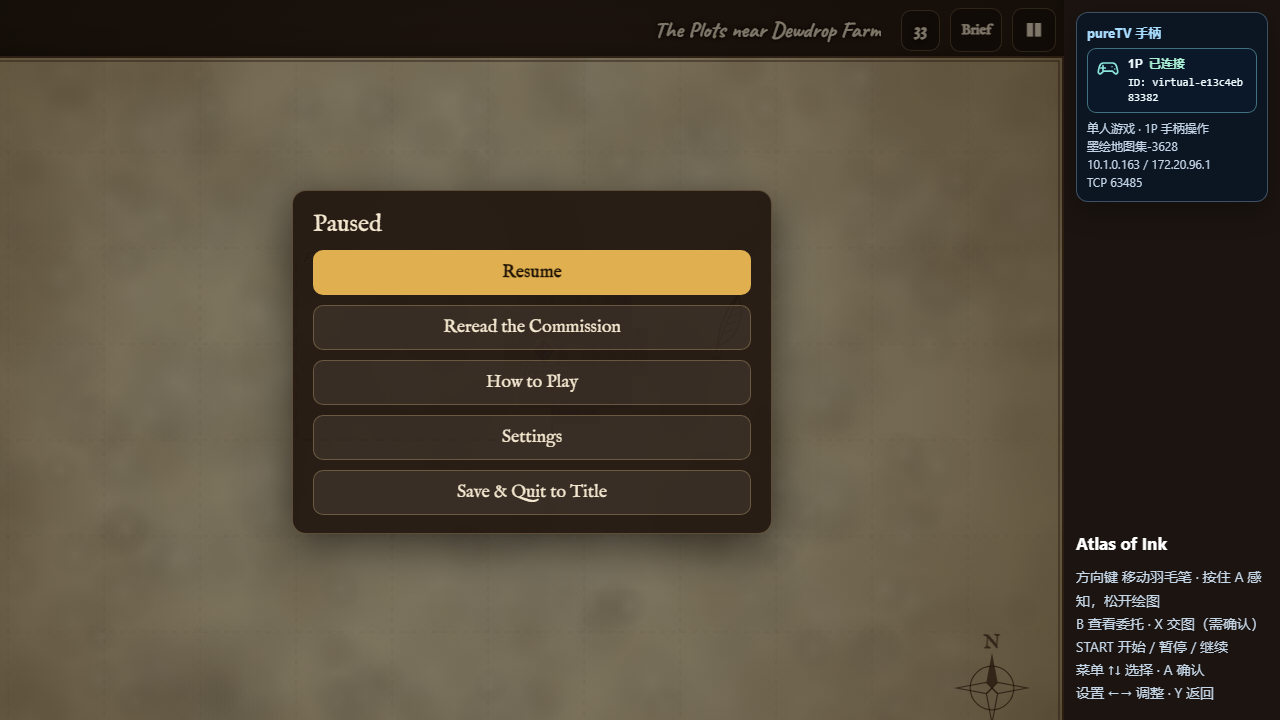 The Plots near Dewdrop Farm
33
Brief
Paused
Resume
Reread the Commission
How to Play
Settings
Save & Quit to Title
N
pureTV 手柄
1P 已连接
ID: virtual-e13c4eb
83382
单人游戏 · 1P 手柄操作
墨绘地图集-3628
10.1.0.163 / 172.20.96.1
TCP 63485
Atlas of Ink
方向键 移动羽毛笔 · 按住 A 感
知，松开绘图
B 查看委托 · X 交图（需确认）
START 开始 / 暂停 / 继续
菜单 ↑↓ 选择 · A 确认
设置 ←→ 调整 · Y 返回